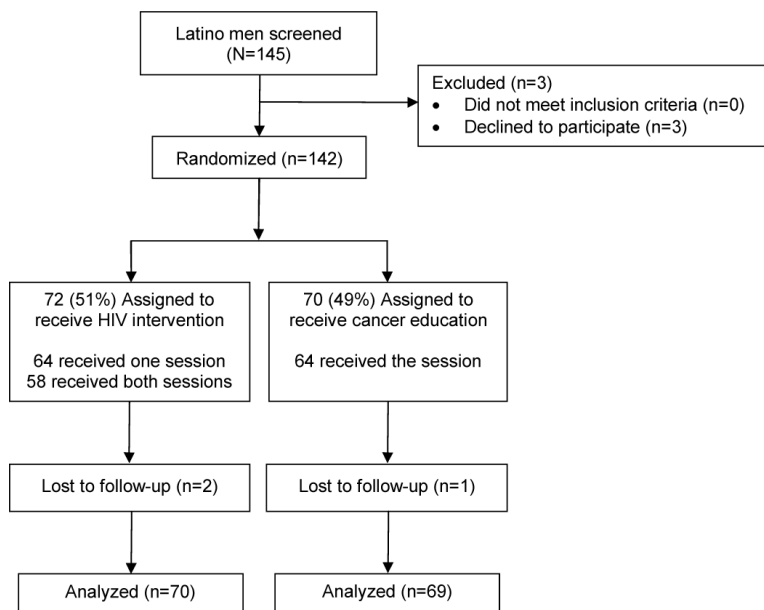 Latino men screened
(N=145)
Excluded (n=3)
• Did not meet inclusion criteria (n=0)
• Declined to participate (n=3)
Randomized (n=142)
72 (51%) Assigned to
receive HIV intervention
64 received one session
58 received both sessions
70 (49%) Assigned to
receive cancer education
64 received the session
Lost to follow-up (n=2)
Lost to follow-up (n=1)
Analyzed (n=70)
Analyzed (n=69)